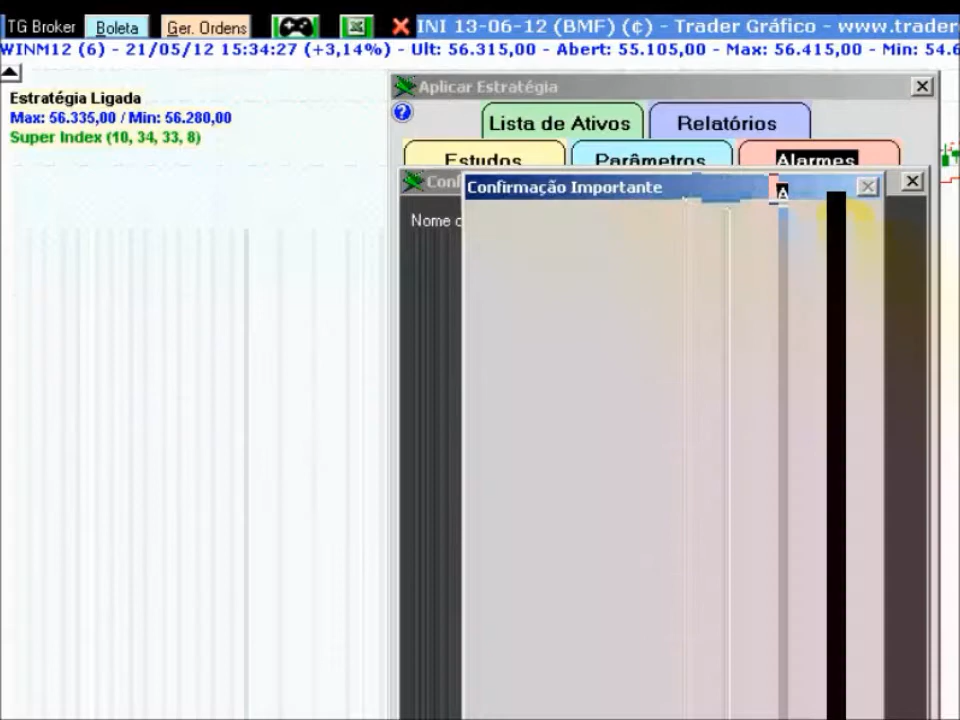 TG Broker Boleta Ger. Ordens INI 13-06-12 (BMF) (¢) - Trader Gráfico - www.trader
WINM12 (6) - 21/05/12 15:34:27 (+3,14%) - Ult: 56.315,00 - Abert: 55.105,00 - Max: 56.415,00 - Min: 54.6
Estratégia Ligada
Max: 56.335,00 / Min: 56.280,00
Super Index (10, 34, 33, 8)
Aplicar Estratégia
Lista de Ativos Relatórios
Estudos Parâmetros Alarmes
Conf
Confirmação Importante
A
Nome